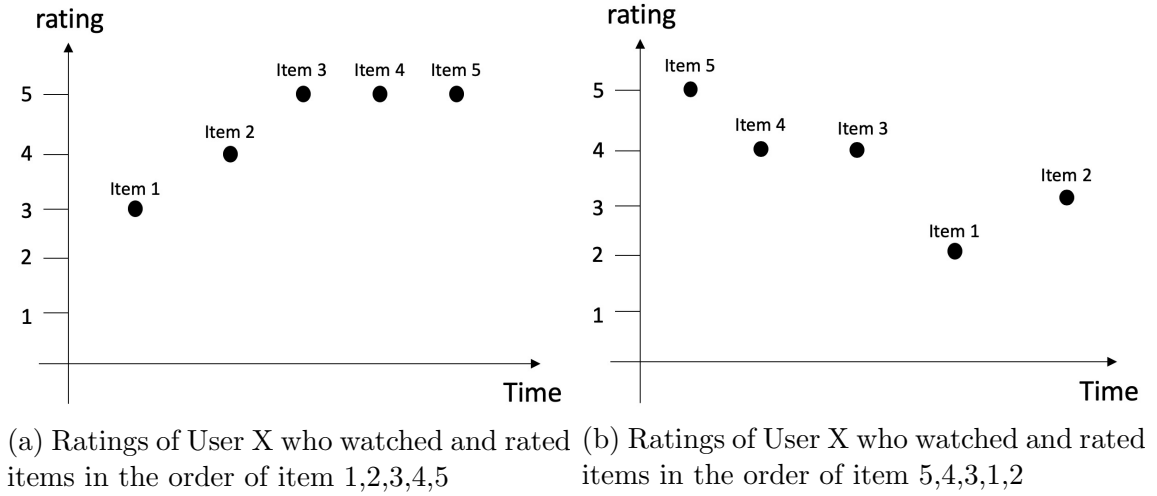 rating
Item 3 Item 4 Item 5
5
Item 2
4
Item 1
3
2
1
Time
(a) Ratings of User X who watched and rated
items in the order of item 1,2,3,4,5
rating
Item 5
5
Item 4 Item 3
4
Item 2
3
Item 1
2
1
Time
(b) Ratings of User X who watched and rated
items in the order of item 5,4,3,1,2